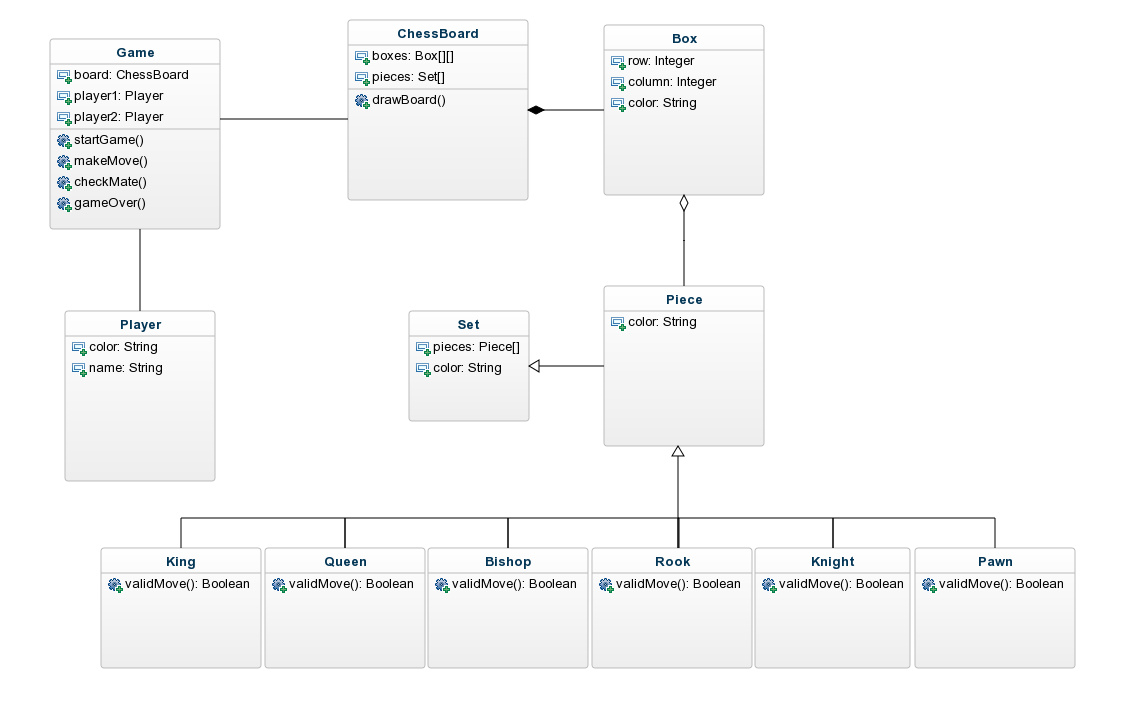 Game
board: ChessBoard
player1: Player
player2: Player
startGame()
makeMove()
checkMate()
gameOver()
ChessBoard
boxes: Box[][]
pieces: Set[]
drawBoard()
Box
row: Integer
column: Integer
color: String
Player
color: String
name: String
Set
pieces: Piece[]
color: String
Piece
color: String
King
validMove(): Boolean
Queen
validMove(): Boolean
Bishop
validMove(): Boolean
Rook
validMove(): Boolean
Knight
validMove(): Boolean
Pawn
validMove(): Boolean